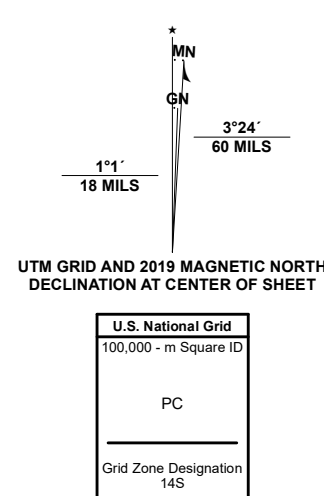 ★
MN
GN
3°24´
60 MILS
1°1´
18 MILS
UTM GRID AND 2019 MAGNETIC NORTH
DECLINATION AT CENTER OF SHEET
U.S. National Grid
100,000 - m Square ID
PC
Grid Zone Designation
14S